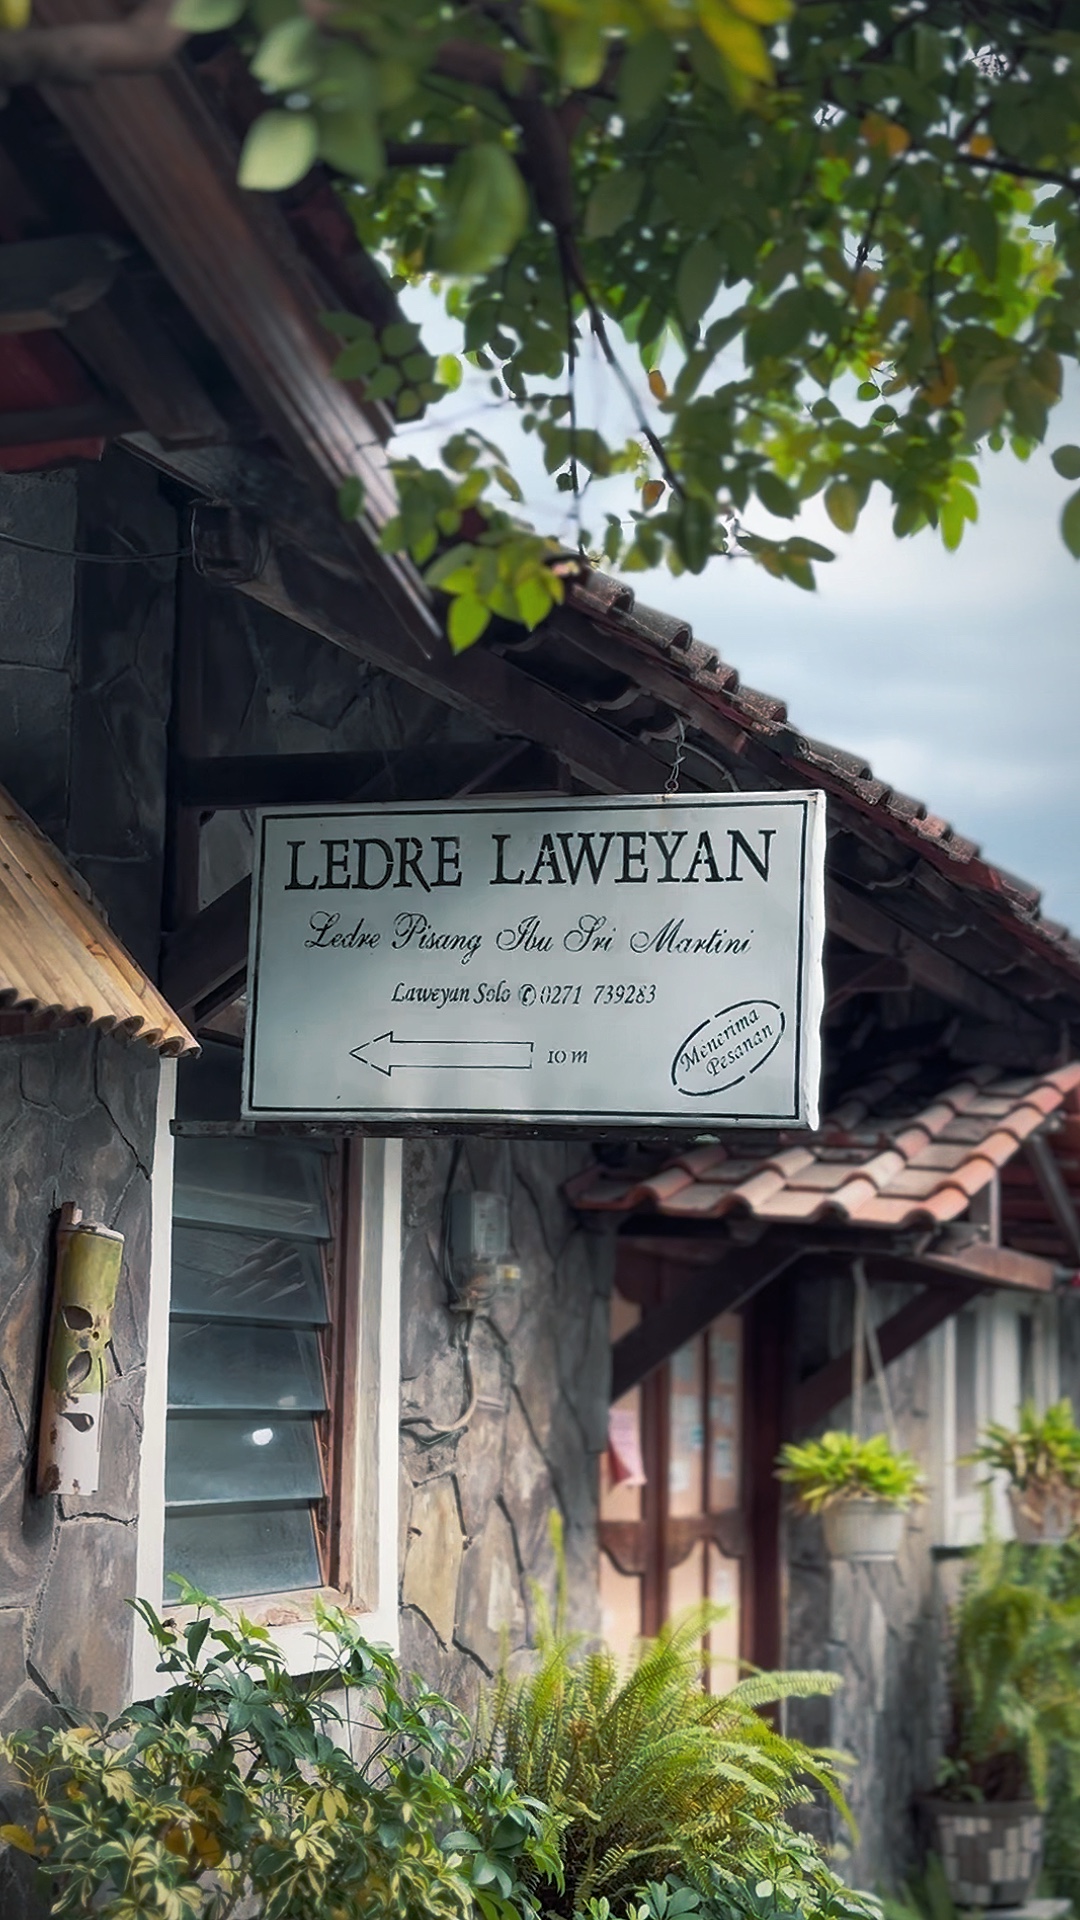 LEDRE LAWEYAN
Ledre Pisang Ibu Sri Martini
Laweyan Solo ✆ 0271 739283
10 m
Menerima
Pesanan